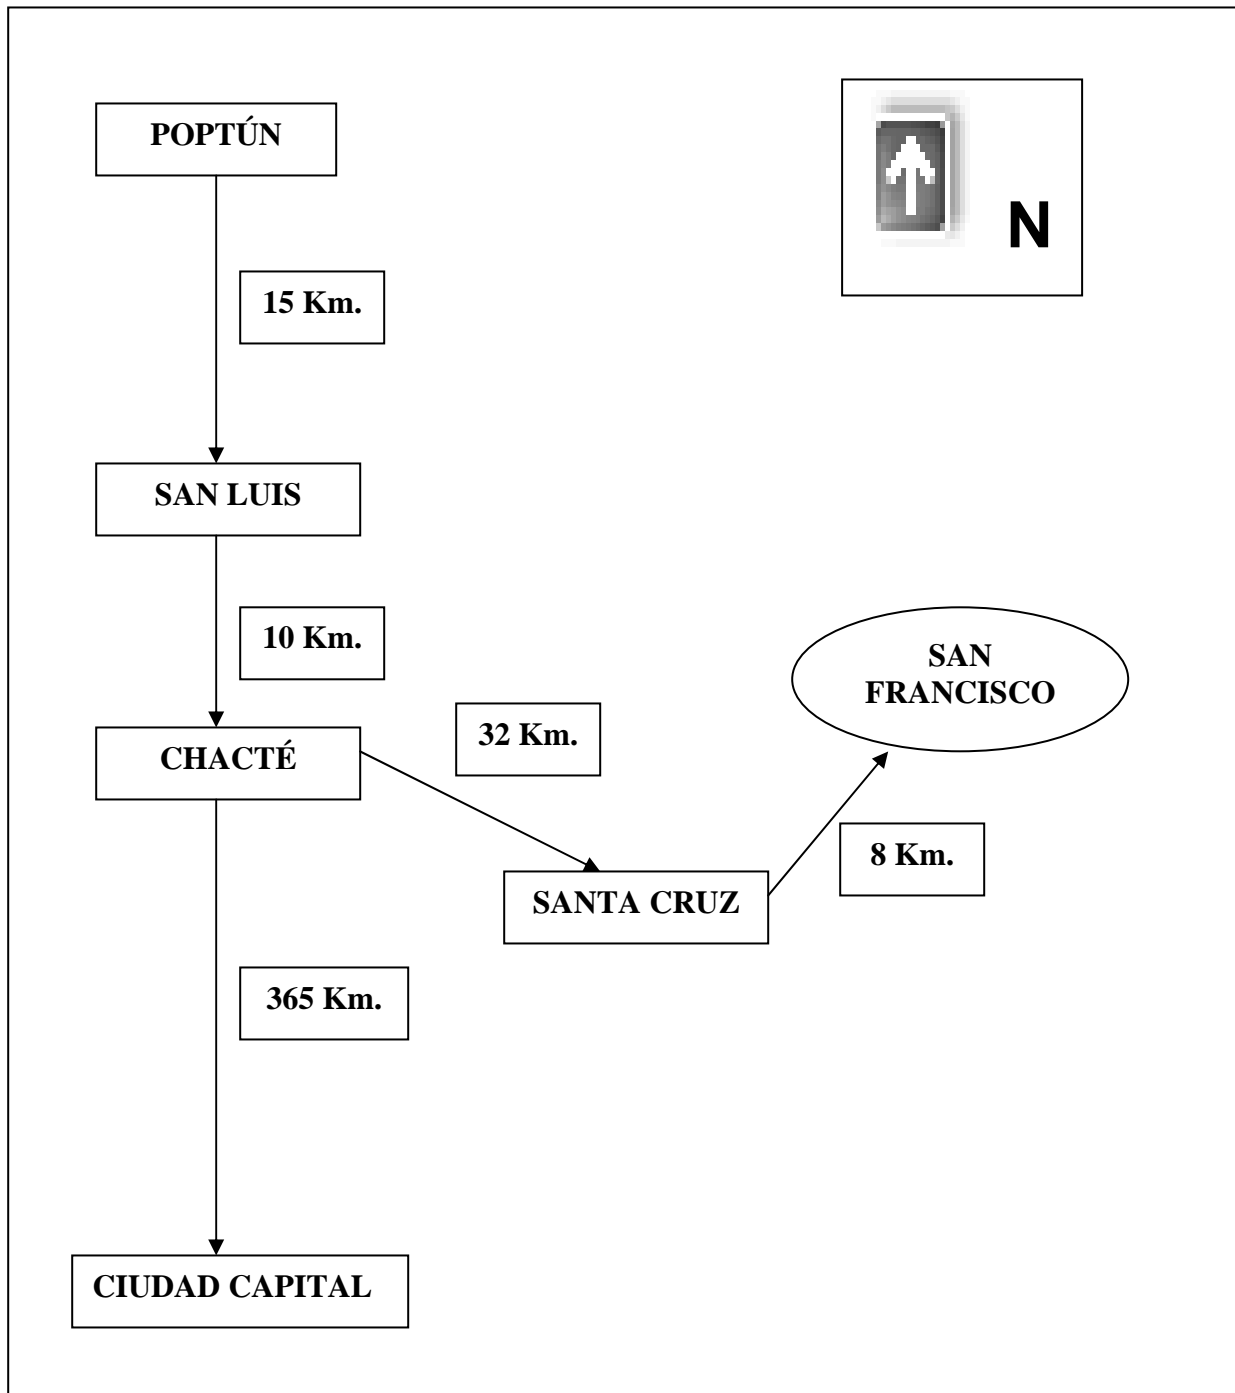 POPTÚN
N
15 Km.
SAN LUIS
10 Km.
SAN
FRANCISCO
32 Km.
CHACTÉ
8 Km.
SANTA CRUZ
365 Km.
CIUDAD CAPITAL